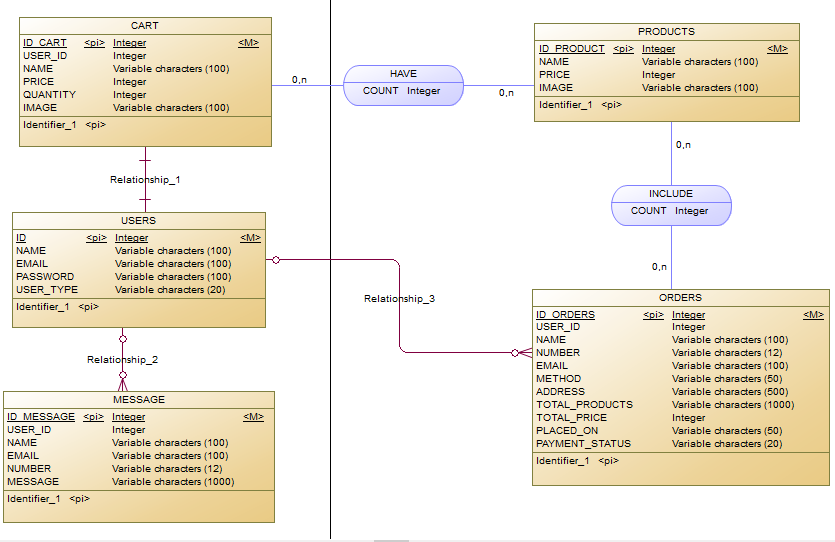 CART
ID_CART <pi> Integer <M>
USER_ID Integer
NAME Variable characters (100)
PRICE Integer
QUANTITY Integer
IMAGE Variable characters (100)
Identifier_1 <pi>
0,n
HAVE
COUNT Integer
0,n
PRODUCTS
ID_PRODUCT <pi> Integer <M>
NAME Variable characters (100)
PRICE Integer
IMAGE Variable characters (100)
Identifier_1 <pi>
0,n
INCLUDE
COUNT Integer
0,n
Relationship_1
USERS
ID <pi> Integer <M>
NAME Variable characters (100)
EMAIL Variable characters (100)
PASSWORD Variable characters (100)
USER_TYPE Variable characters (20)
Identifier_1 <pi>
Relationship_3
Relationship_2
ORDERS
ID_ORDERS <pi> Integer <M>
USER_ID Integer
NAME Variable characters (100)
NUMBER Variable characters (12)
EMAIL Variable characters (100)
METHOD Variable characters (50)
ADDRESS Variable characters (500)
TOTAL_PRODUCTS Variable characters (1000)
TOTAL_PRICE Integer
PLACED_ON Variable characters (50)
PAYMENT_STATUS Variable characters (20)
Identifier_1 <pi>
MESSAGE
ID_MESSAGE <pi> Integer <M>
USER_ID Integer
NAME Variable characters (100)
EMAIL Variable characters (100)
NUMBER Variable characters (12)
MESSAGE Variable characters (1000)
Identifier_1 <pi>